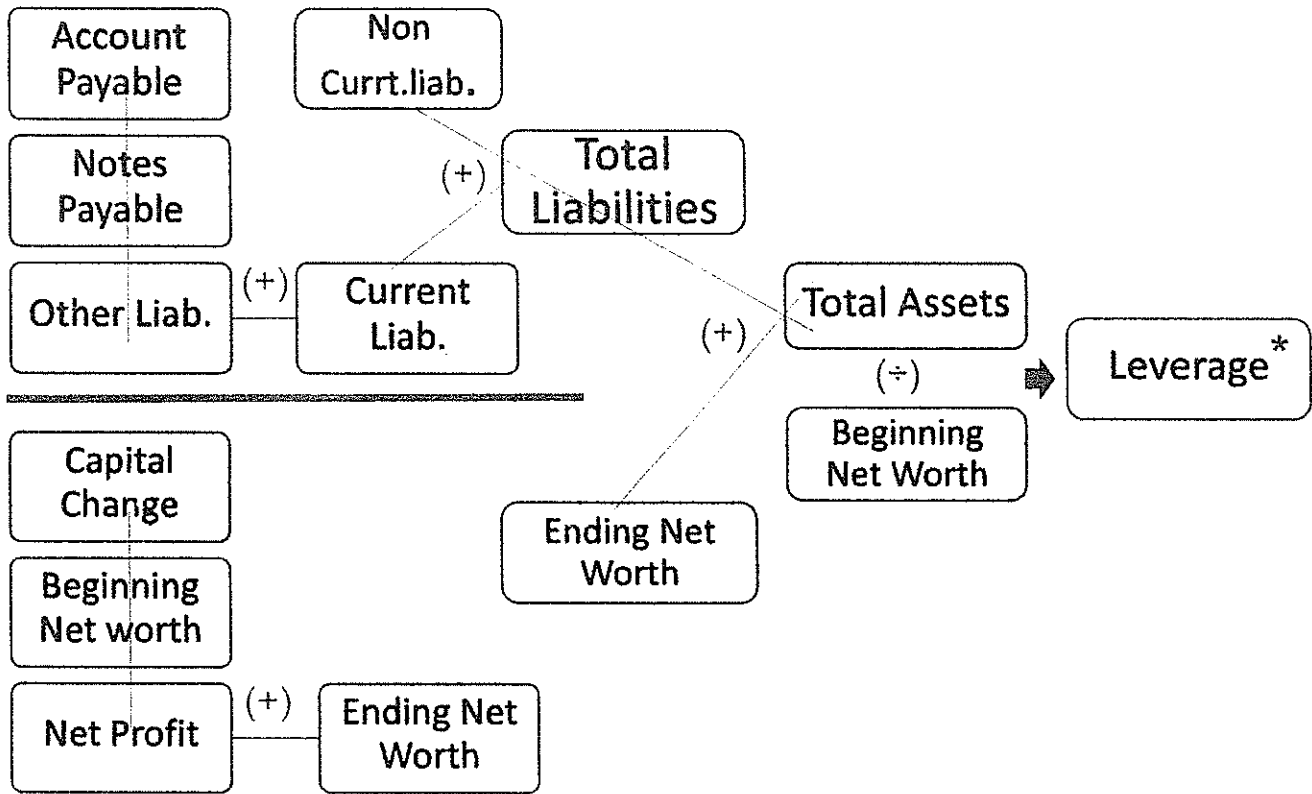 Account
Payable
Non
Currt.liab.
Notes
Payable
(+)
Total
Liabilities
Other Liab.
(+)
Current
Liab.
(+)
Total Assets
(÷)
Leverage*
Beginning
Net Worth
Capital
Change
Ending Net
Worth
Beginning
Net worth
Net Profit
(+)
Ending Net
Worth